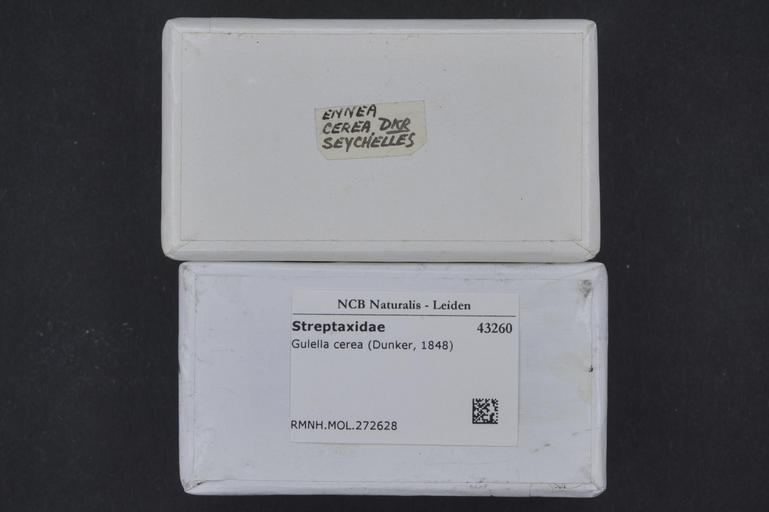 ENNEA
CEREA, DKR
SEYCHELLES
NCB Naturalis - Leiden
Streptaxidae 43260
Gulella cerea (Dunker, 1848)
RMNH.MOL.272628